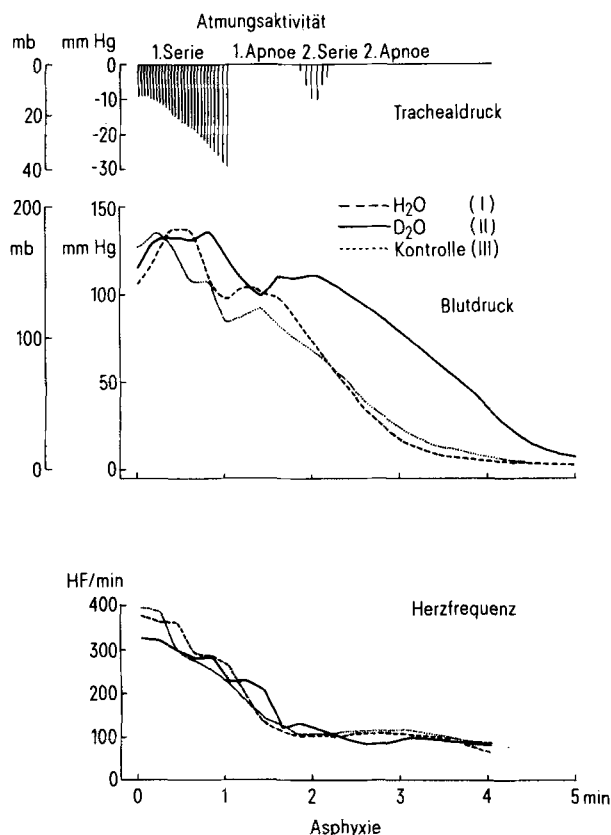 Atmungsaktivität
mb mm Hg 1.Serie 1.Apnoe 2.Serie 2.Apnoe
0 0
-10
20
-20
40 -30
Trachealdruck
200 150
mb mm Hg
H₂O (I)
D₂O (II)
Kontrolle (III)
Blutdruck
100
100
50
0 0
HF/min
400
Herzfrequenz
300
200
100
0
0 1 2 3 4 5 min
Asphyxie